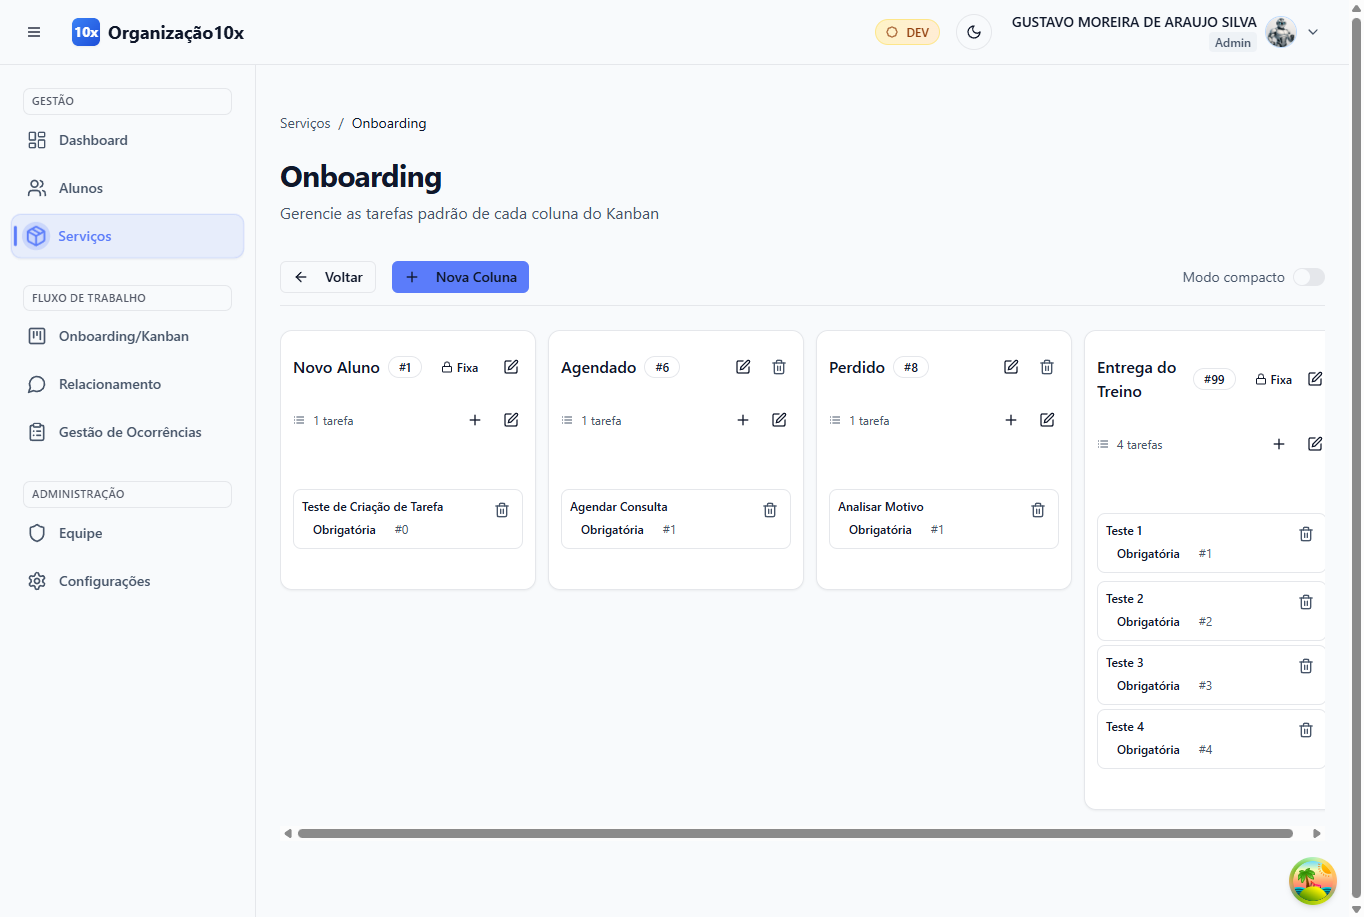 10x Organização10x
DEV
GUSTAVO MOREIRA DE ARAUJO SILVA
Admin
GESTÃO
Dashboard
Alunos
Serviços
FLUXO DE TRABALHO
Onboarding/Kanban
Relacionamento
Gestão de Ocorrências
ADMINISTRAÇÃO
Equipe
Configurações
Serviços / Onboarding
Onboarding
Gerencie as tarefas padrão de cada coluna do Kanban
Voltar
Nova Coluna
Modo compacto
Novo Aluno #1 Fixa
1 tarefa
Teste de Criação de Tarefa
Obrigatória #0
Agendado #6
1 tarefa
Agendar Consulta
Obrigatória #1
Perdido #8
1 tarefa
Analisar Motivo
Obrigatória #1
Entrega do
Treino
#99 Fixa
4 tarefas
Teste 1
Obrigatória #1
Teste 2
Obrigatória #2
Teste 3
Obrigatória #3
Teste 4
Obrigatória #4